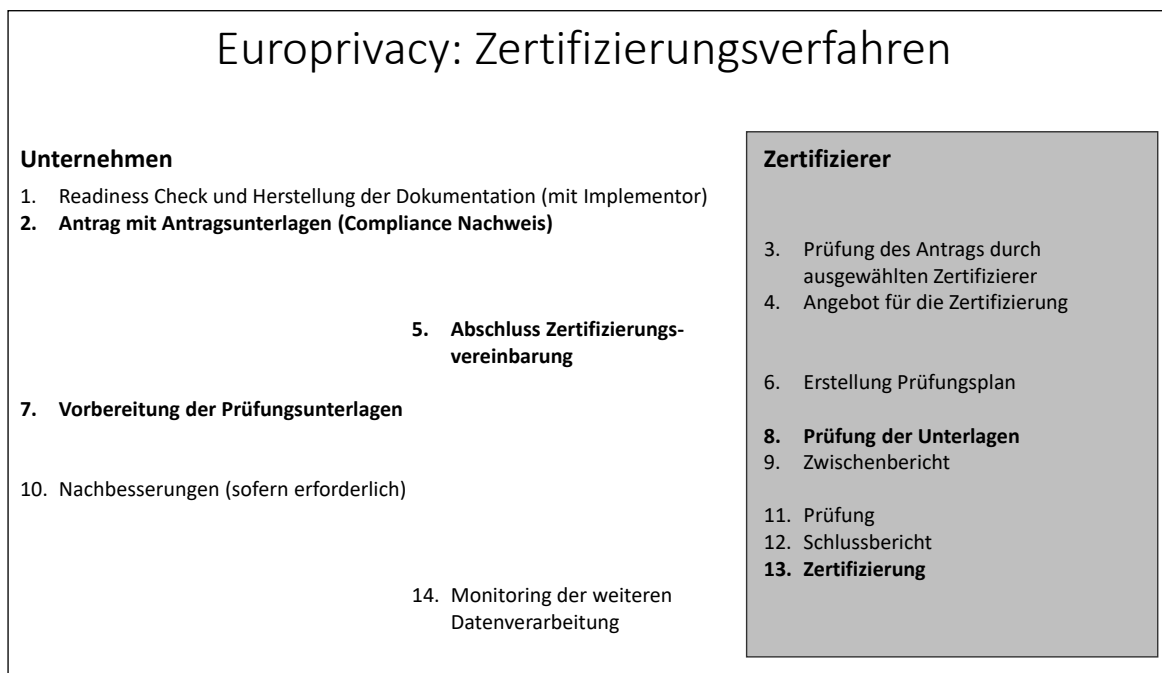 Europrivacy: Zertifizierungsverfahren
Unternehmen
1. Readiness Check und Herstellung der Dokumentation (mit Implementor)
2. Antrag mit Antragsunterlagen (Compliance Nachweis)
5. Abschluss Zertifizierungs-
vereinbarung
7. Vorbereitung der Prüfungsunterlagen
10. Nachbesserungen (sofern erforderlich)
14. Monitoring der weiteren
Datenverarbeitung
Zertifizierer
3. Prüfung des Antrags durch
ausgewählten Zertifizierer
4. Angebot für die Zertifizierung
6. Erstellung Prüfungsplan
8. Prüfung der Unterlagen
9. Zwischenbericht
11. Prüfung
12. Schlussbericht
13. Zertifizierung